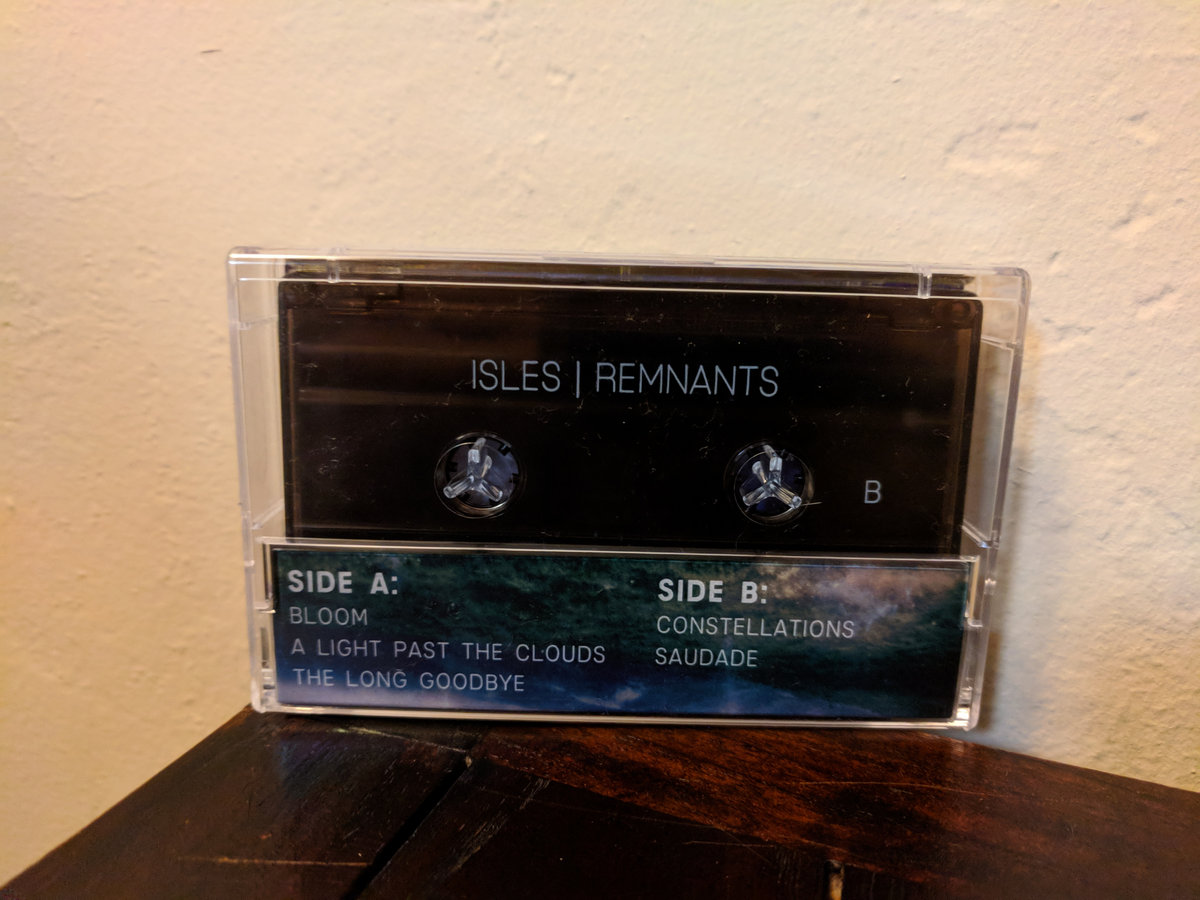 ISLES | REMNANTS
B
SIDE A:
BLOOM
A LIGHT PAST THE CLOUDS
THE LONG GOODBYE
SIDE B:
CONSTELLATIONS
SAUDADE